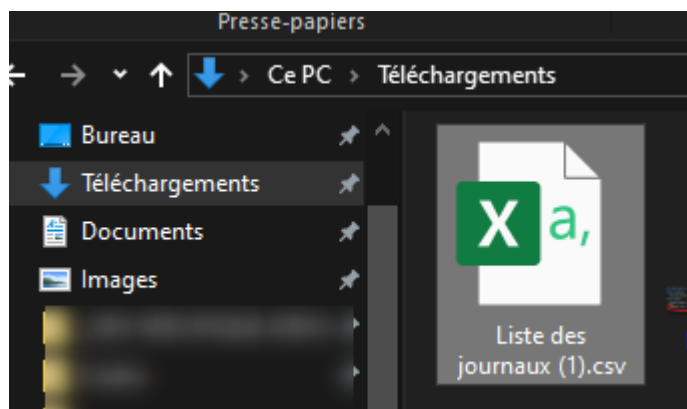 Presse-papiers
Ce PC > Téléchargements
Bureau
Téléchargements
Documents
Images
X a,
Liste des
journaux (1).csv